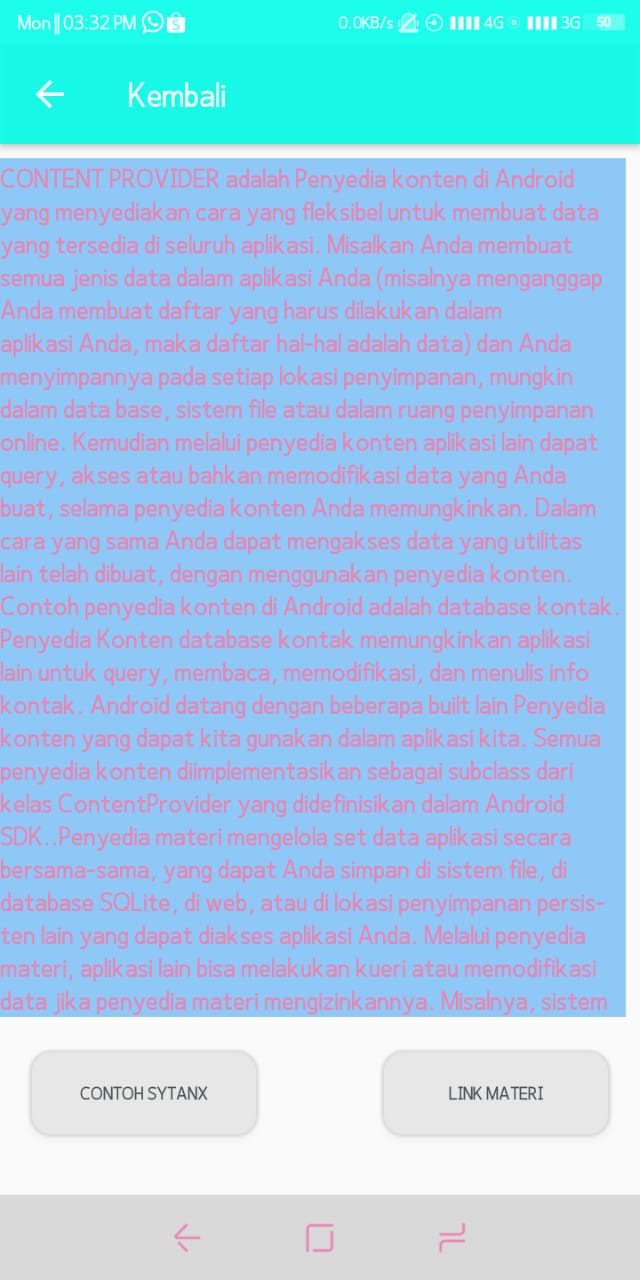 Mon 03:32 PM 0.0KB/s 4G 3G 50
Kembali
CONTENT PROVIDER adalah Penyedia konten di Android
yang menyediakan cara yang fleksibel untuk membuat data
yang tersedia di seluruh aplikasi. Misalkan Anda membuat
semua jenis data dalam aplikasi Anda (misalnya menganggap
Anda membuat daftar yang harus dilakukan dalam
aplikasi Anda, maka daftar hal-hal adalah data) dan Anda
menyimpannya pada setiap lokasi penyimpanan, mungkin
dalam data base, sistem file atau dalam ruang penyimpanan
online. Kemudian melalui penyedia konten aplikasi lain dapat
query, akses atau bahkan memodifikasi data yang Anda
buat, selama penyedia konten Anda memungkinkan. Dalam
cara yang sama Anda dapat mengakses data yang utilitas
lain telah dibuat, dengan menggunakan penyedia konten.
Contoh penyedia konten di Android adalah database kontak.
Penyedia Konten database kontak memungkinkan aplikasi
lain untuk query, membaca, memodifikasi, dan menulis info
kontak. Android datang dengan beberapa built lain Penyedia
konten yang dapat kita gunakan dalam aplikasi kita. Semua
penyedia konten diimplementasikan sebagai subclass dari
kelas ContentProvider yang didefinisikan dalam Android
SDK..Penyedia materi mengelola set data aplikasi secara
bersama-sama, yang dapat Anda simpan di sistem file, di
database SQLite, di web, atau di lokasi penyimpanan persis-
ten lain yang dapat diakses aplikasi Anda. Melalui penyedia
materi, aplikasi lain bisa melakukan kueri atau memodifikasi
data jika penyedia materi mengizinkannya. Misalnya, sistem
CONTOH SYTANX
LINK MATERI